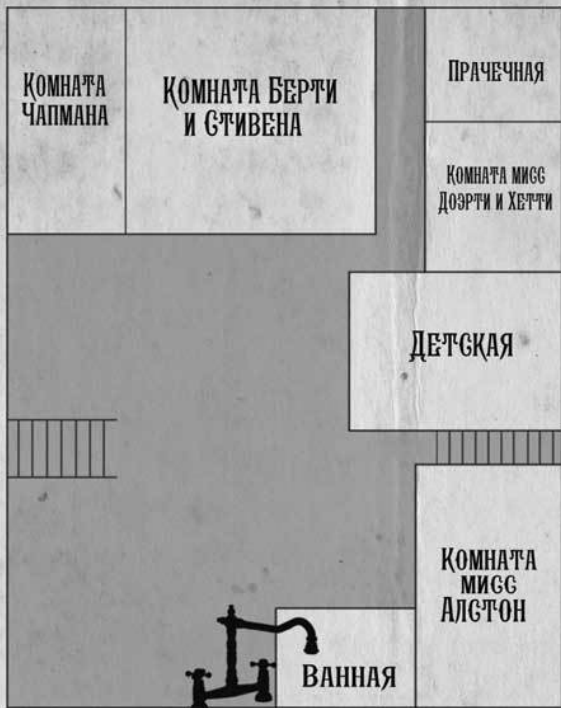 Комната
Чапмана
Комната Берти
и Стивена
Прачечная
Комната мисс
Доэрти и Хетти
Детская
Комната
мисс
Алстон
Ванная